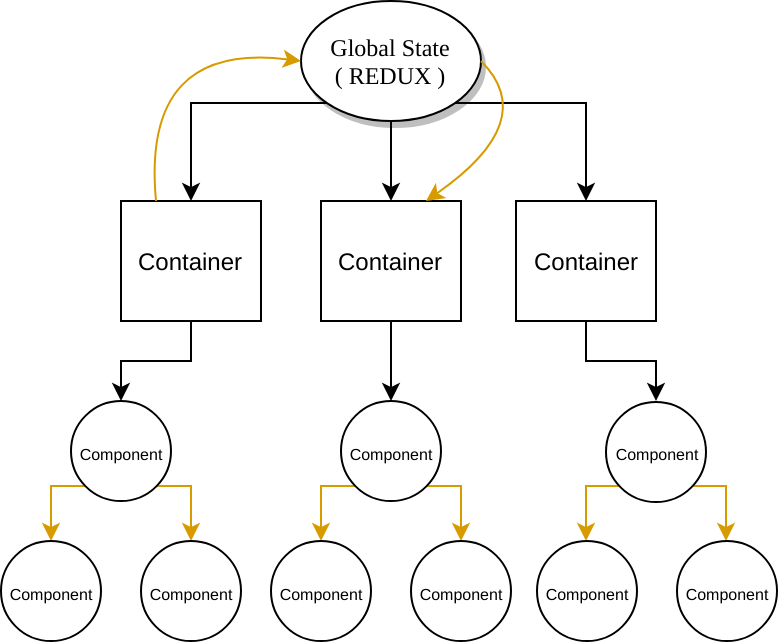 Global State
( REDUX )
Container
Container
Container
Component
Component
Component
Component
Component
Component
Component
Component
Component